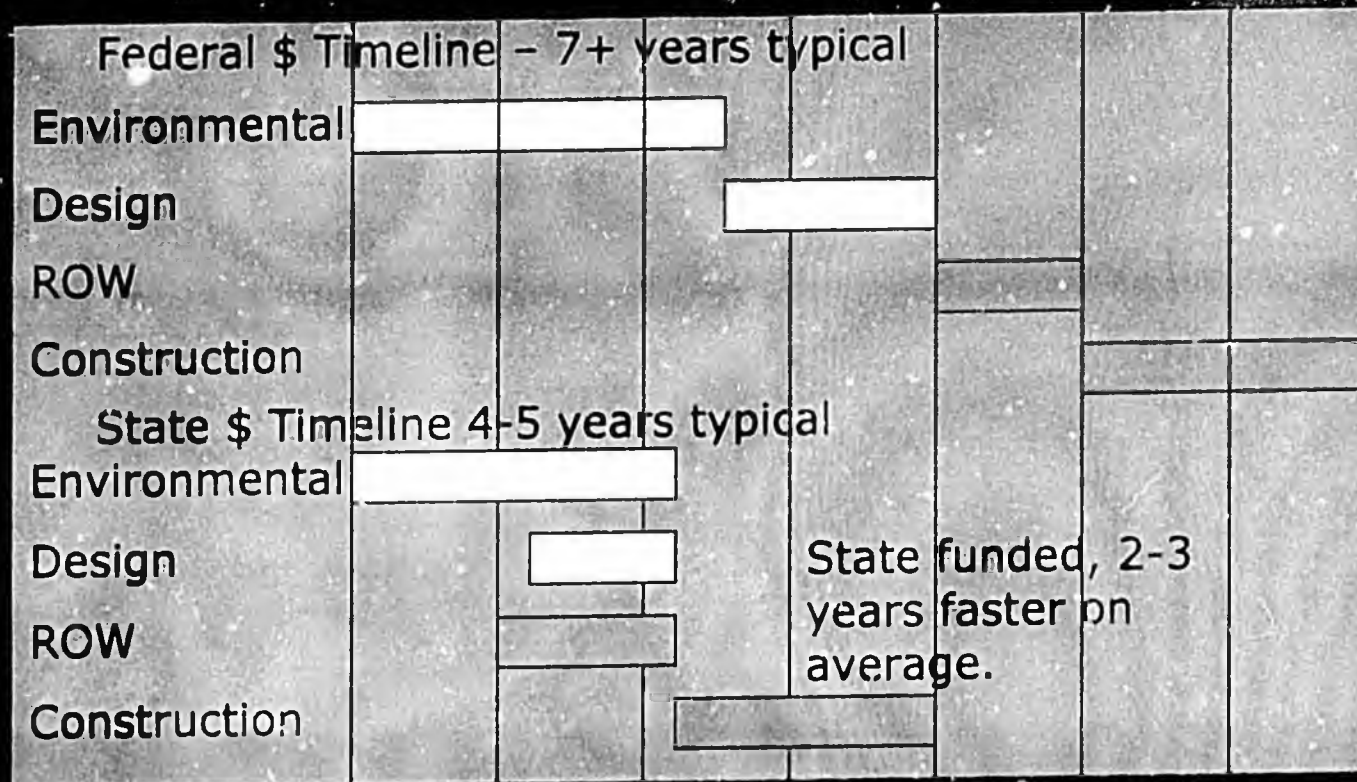 Federal $ Timeline – 7+ years typical
Environmental
Design
ROW
Construction
State $ Timeline 4-5 years typical
Environmental
Design
ROW
Construction
State funded, 2-3
years faster on
average.